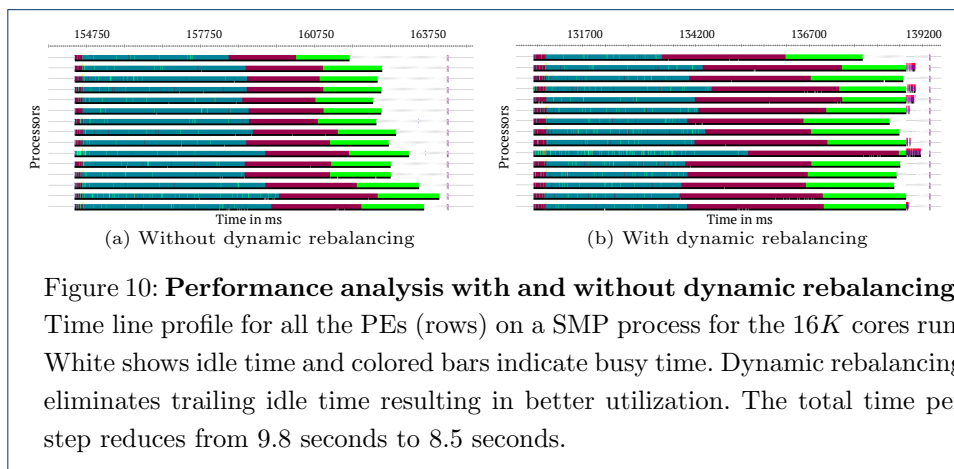 154750 157750 160750 163750
131700 134200 136700 139200
Processors
Time in ms
Processors
Time in ms
(a) Without dynamic rebalancing
(b) With dynamic rebalancing
Figure 10: Performance analysis with and without dynamic rebalancing
Time line profile for all the PEs (rows) on a SMP process for the 16K cores run
White shows idle time and colored bars indicate busy time. Dynamic rebalancing
eliminates trailing idle time resulting in better utilization. The total time per
step reduces from 9.8 seconds to 8.5 seconds.